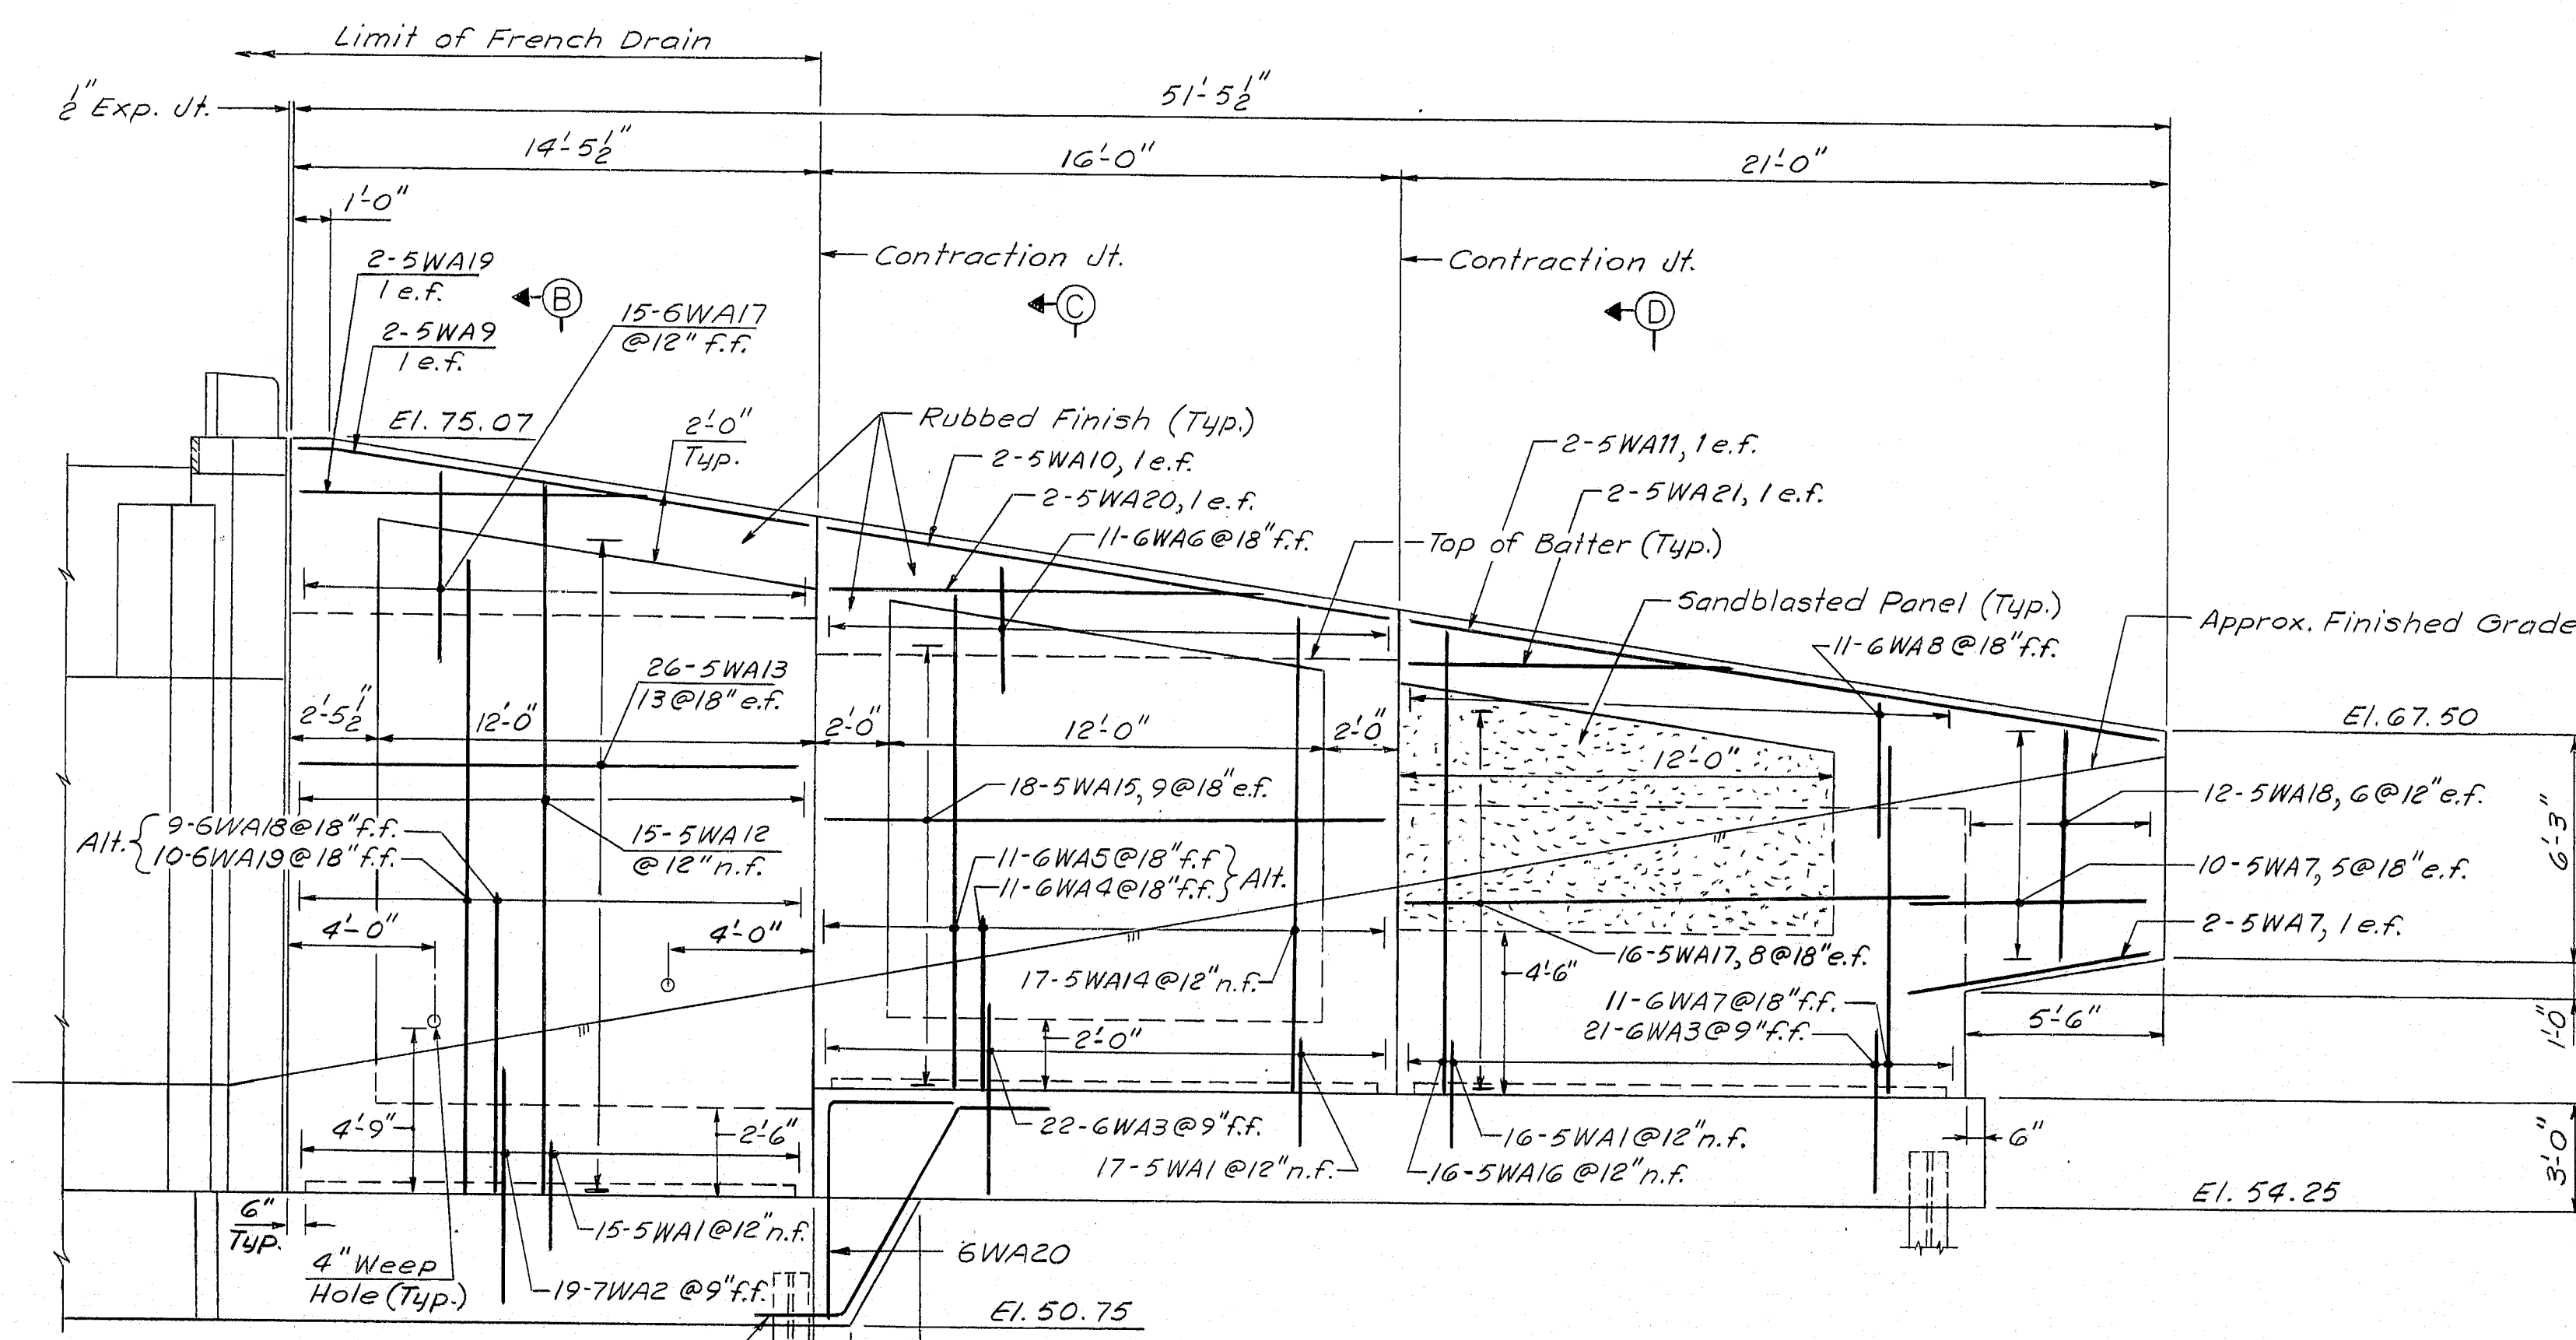 Limit of French Drain
1/2" Exp. Jt.
51'-5 1/2"
14'-5 1/2"
16'-0"
21'-0"
1'-0"
Contraction Jt.
Contraction Jt.
2-5WA19
1 e.f.
B
C
D
15-6WA17
@12" f.f.
2-5WA9
1 e.f.
El. 75.07
2'-0"
Typ.
Rubbed Finish (Typ.)
2-5WA10, 1 e.f.
2-5WA20, 1 e.f.
11-6WA6@18"f.f.
2-5WA11, 1 e.f.
2-5WA21, 1 e.f.
Top of Batter (Typ.)
Sandblasted Panel (Typ.)
11-6WA8@18"f.f.
Approx. Finished Grade
26-5WA13
13@18" e.f.
2'-5 1/2"
12'-0"
2'-0"
12'-0"
2'-0"
12'-0"
El. 67.50
18-5WA15, 9@18"e.f.
12-5WA18, 6@12"e.f.
6'-3"
Alt. { 9-6WA18@18"f.f.
10-6WA19@18"f.f.
15-5WA12
@12"n.f.
11-6WA5@18"f.f } Alt.
11-6WA4@18"f.f.
10-5WA7, 5@18"e.f.
4'-0"
4'-0"
2-5WA7, 1 e.f.
16-5WA17, 8@18"e.f.
4'-6"
17-5WA14@12"n.f.
11-6WA7@18"f.f.
21-6WA3@9"f.f.
5'-6"
1'-0"
2'-0"
4'-9"
2'-6"
22-6WA3@9"f.f.
16-5WA1@12"n.f.
6"
3'-0"
17-5WA1@12"n.f.
16-5WA16@12"n.f.
El. 54.25
6"
Typ.
15-5WA1@12"n.f.
6WA20
4" Weep
Hole (Typ.)
19-7WA2 @9"f.f.
El. 50.75